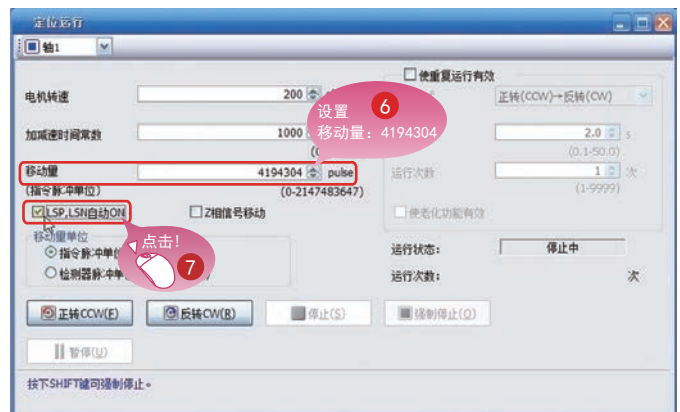 定位运行
轴1
使重复运行有效
电机转速 200
正转(CCW)→反转(CW)
设置 6
移动量：4194304
加减速时间常数 1000
2.0 s
(0.1-50.0)
移动量 4194304 pulse
运行次数 1 次
(指令脉冲单位) (0-2147483647)
(1-9999)
LSP,LSN自动ON Z相信号移动
使老化功能有效
移动量单位
点击！ 7
指令脉冲单位
检测器脉冲单
运行状态: 停止中
运行次数: 次
正转CCW(F) 反转CW(R) 停止(S) 强制停止(O)
暂停(U)
按下SHIFT键可强制停止。